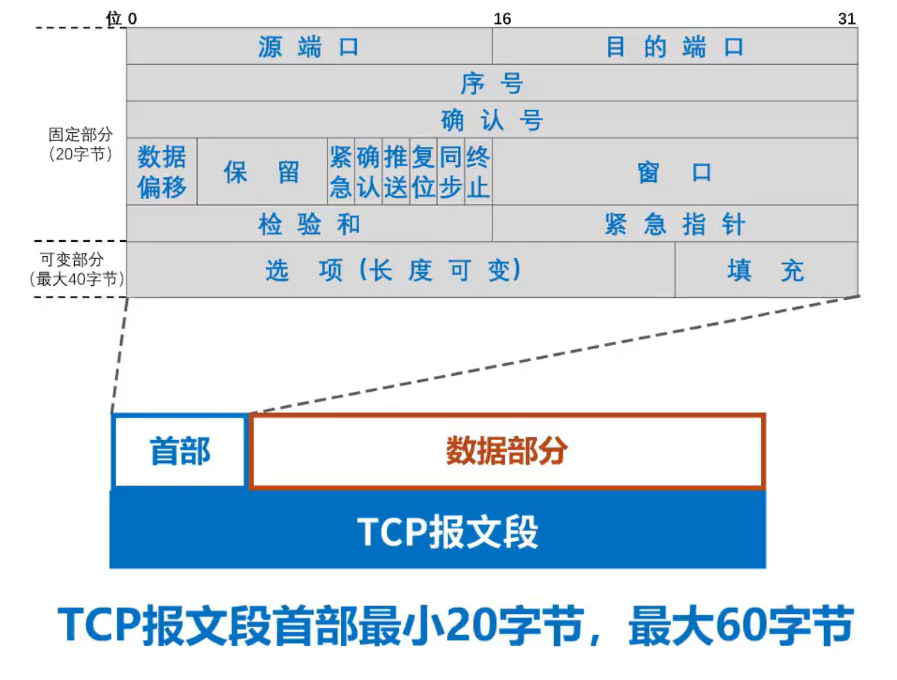 位 0 16 31
源 端 口 目 的 端 口
序 号
确 认 号
固定部分
（20字节）
数据
偏移
保 留
紧
急
确
认
推
送
复
位
同
步
终
止
窗 口
检 验 和 紧 急 指 针
可变部分
（最大40字节）
选 项（长 度 可 变） 填 充
首部 数据部分
TCP报文段
TCP报文段首部最小20字节，最大60字节